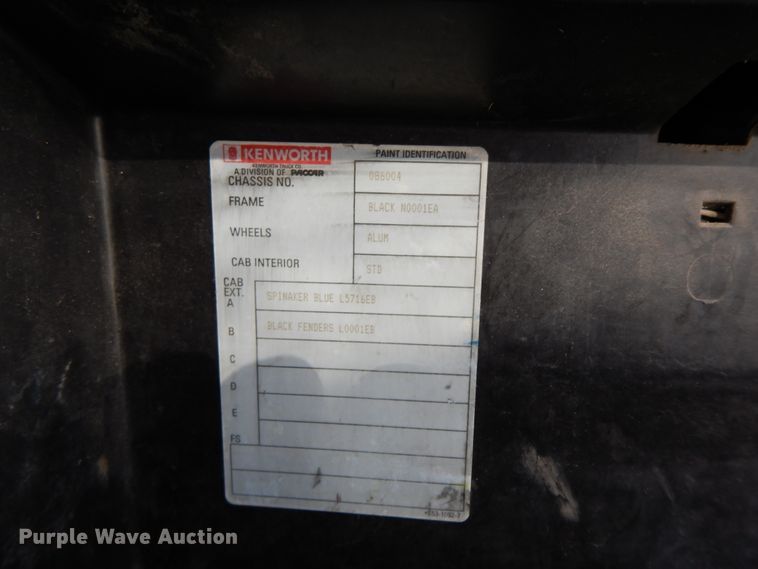 KENWORTH
KENWORTH TRUCK CO.
A DIVISION OF PACCAR
PAINT IDENTIFICATION
CHASSIS NO. 086004
FRAME BLACK N0001EA
WHEELS ALUM
CAB INTERIOR STD
CAB
EXT.
A SPINAKER BLUE L5716EB
B BLACK FENDERS L0001EB
C
D
E
FS
Purple Wave Auction®